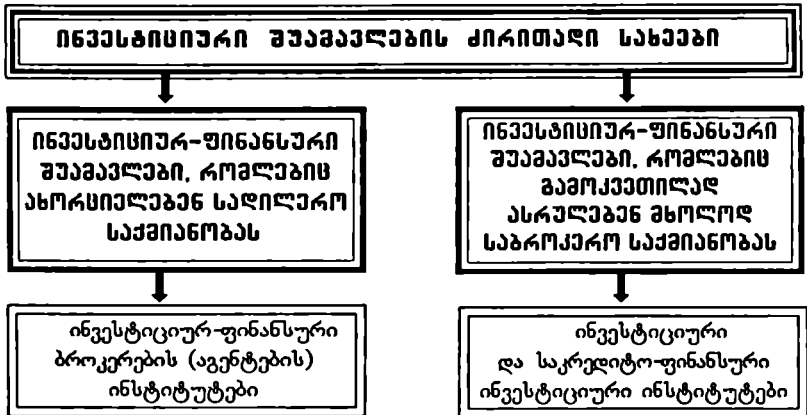 ინვესტიციური შუამავლების ძირითადი სახეები
ინვესტიციურ-ფინანსური
შუამავლები, რომლებიც
ახორციელებენ სადილერო
საქმიანობას
ინვესტიციურ-ფინანსური
შუამავლები, რომლებიც
გამოკვეთილად
ასრულებენ მხოლოდ
საბროკერო საქმიანობას
ინვესტიციურ-ფინანსური
ბროკერების (აგენტების)
ინსტიტუტები
ინვესტიციური
და საკრედიტო-ფინანსური
ინვესტიციური ინსტიტუტები